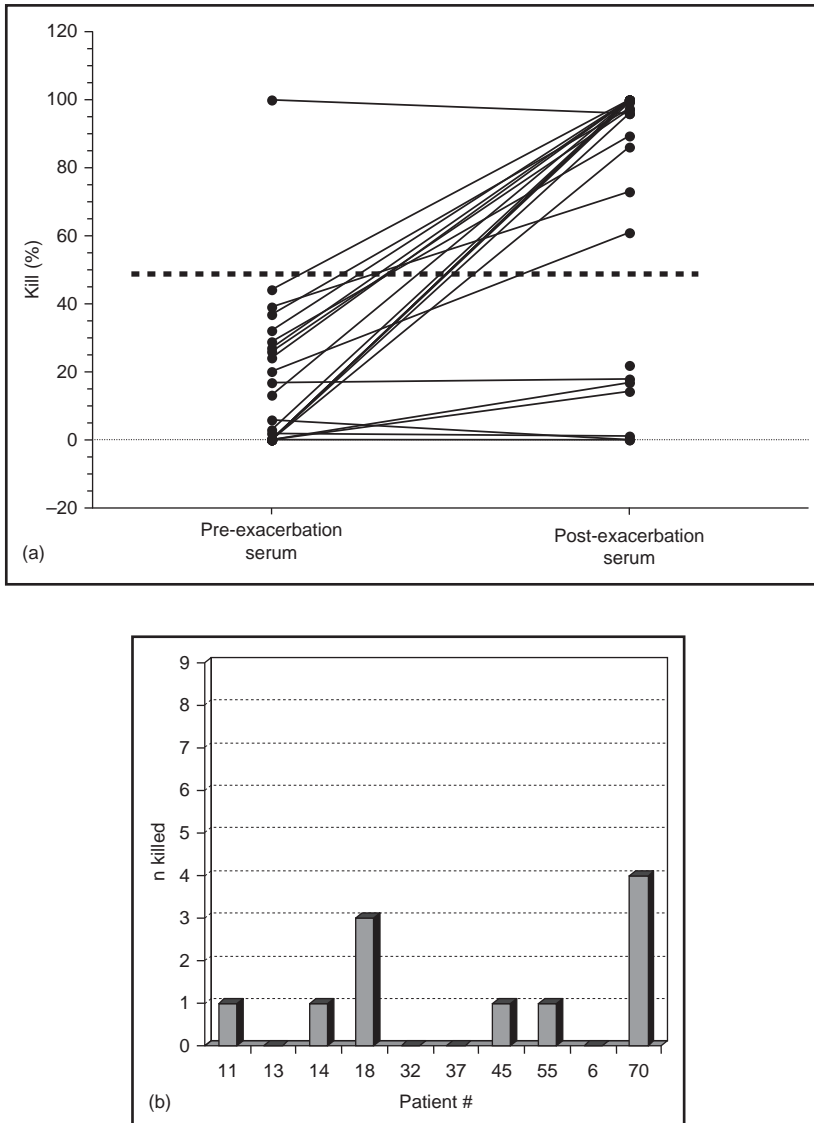 120
100
80
60
40
20
0
–20
Kill (%)
Pre-exacerbation
serum
Post-exacerbation
serum
(a)
9
8
7
6
5
4
3
2
1
0
n killed
11 13 14 18 32 37 45 55 6 70
Patient #
(b)